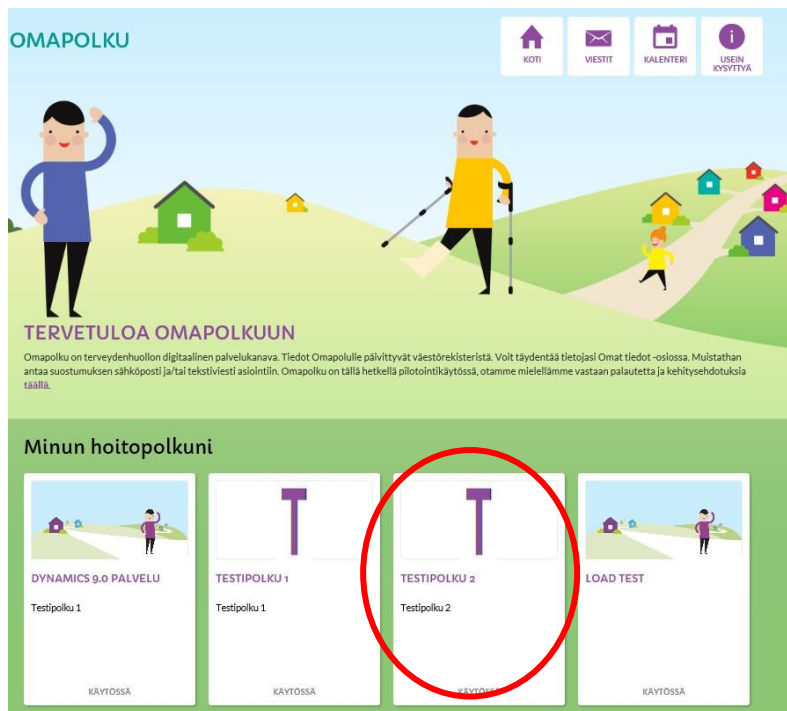 OMAPOLKU
KOTI
VIESTIT
KALENTERI
USEIN
KYSYTTYÄ
TERVETULOA OMAPOLKUUN
Omapolku on terveydenhuollon digitaalinen palvelukanava. Tiedot Omapolulle päivittyvät väestörekisteristä. Voit täydentää tietojasi Omat tiedot -osiossa. Muistathan
antaa suostumuksen sähköposti ja/tai tekstiviesti asiointiin. Omapolku on tällä hetkellä pilotointikäytössä, otamme mielellämme vastaan palautetta ja kehitysehdotuksia
täällä.
Minun hoitopolkuni
T
T
DYNAMICS 9.0 PALVELU
TESTIPOLKU 1
TESTIPOLKU 2
LOAD TEST
Testipolku 1
Testipolku 1
Testipolku 2
KÄYTÖSSÄ
KÄYTÖSSÄ
KÄYTÖSSÄ
KÄYTÖSSÄ